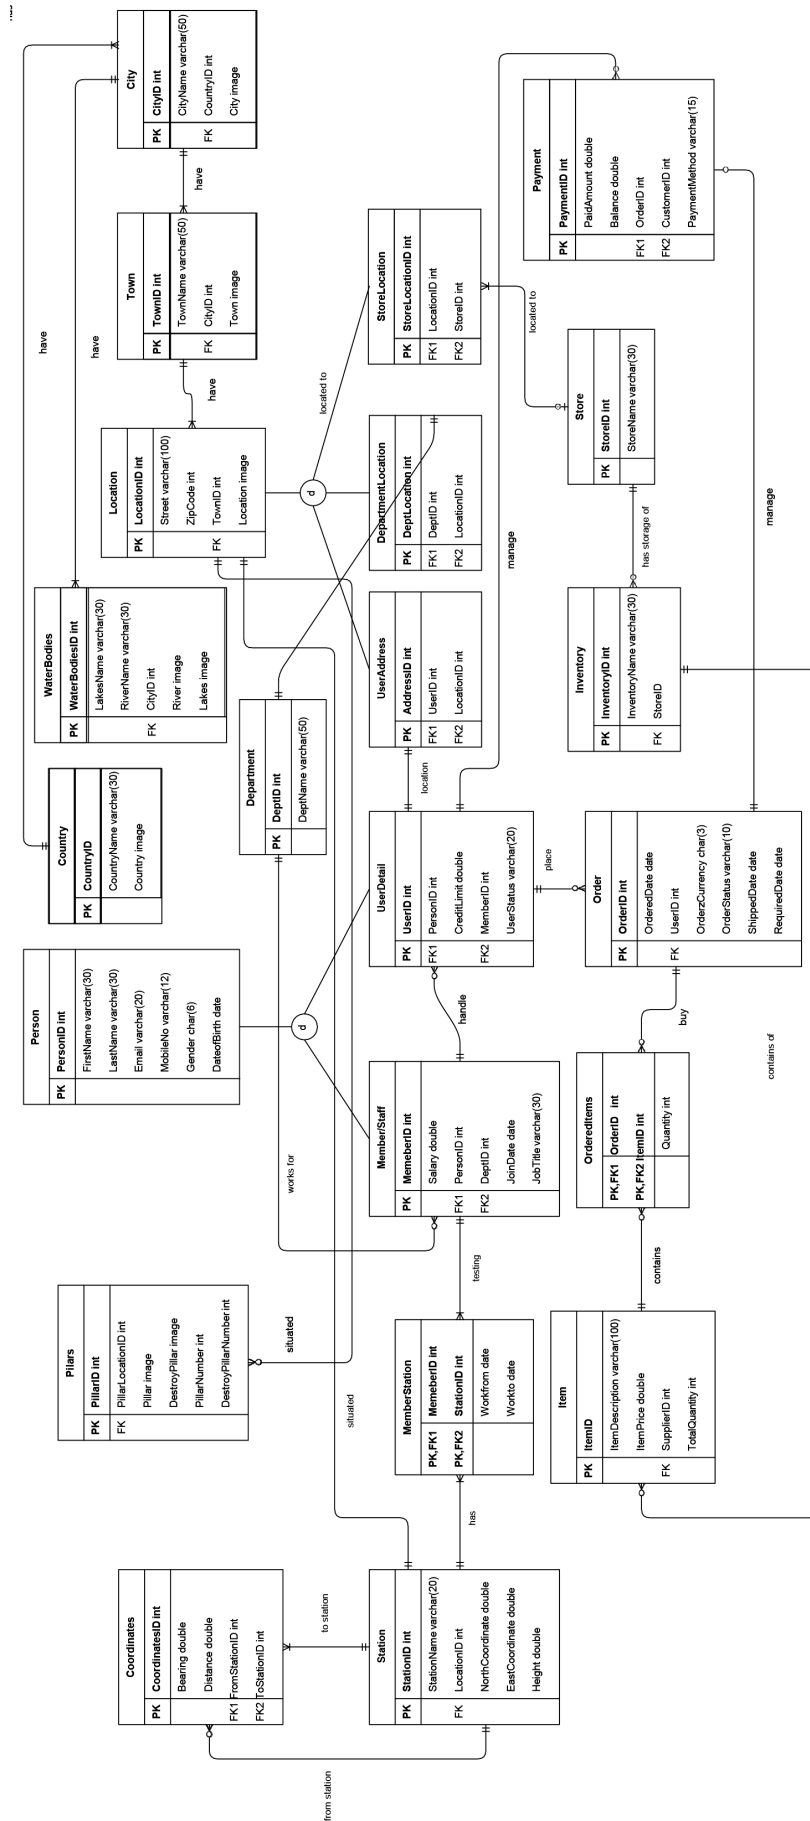 has
Coordinates
PK CoordinatesID int
Bearing double
Distance double
FK1 FromStationID int
FK2 ToStationID int
from station
to station
Station
PK StationID int
StationName varchar(20)
FK LocationID int
NorthCoordinate double
EastCoordinate double
Height double
has
Pillars
PK PillarID int
FK PillarLocationID int
Pillar image
DestroyPillar image
PillarNumber int
DestroyPillarNumber int
situated
situated
MemberStation
PK,FK1 MemeberID int
PK,FK2 StationID int
Workfrom date
Workto date
testing
Item
PK ItemID
ItemDescription varchar(100)
ItemPrice double
FK SupplierID int
TotalQuantity int
contains
Person
PK PersonID int
FirstName varchar(30)
LastName varchar(30)
Email varchar(20)
MobileNo varchar(12)
Gender char(6)
DateofBirth date
d
works for
Member/Staff
PK MemeberID int
Salary double
FK1 PersonID int
FK2 DeptID int
JoinDate date
JobTitle varchar(30)
handle
OrderedItems
PK,FK1 OrderID int
PK,FK2 ItemID int
Quantity int
buy
contains of
Country
PK CountryID
CountryName varchar(30)
Country image
Department
PK DeptID int
DeptName varchar(50)
UserDetail
PK UserID int
FK1 PersonID int
CreditLimit double
FK2 MemberID int
UserStatus varchar(20)
location
place
Order
PK OrderID int
OrderedDate date
FK UserID int
OrderzCurrency char(3)
OrderStatus varchar(10)
ShippedDate date
RequiredDate date
WaterBodies
PK WaterBodiesID int
LakesName varchar(30)
RiverName varchar(30)
FK CityID int
River image
Lakes image
UserAddress
PK AddressID int
FK1 UserID int
FK2 LocationID int
Inventory
PK InventoryID int
InventoryName varchar(30)
FK StoreID
has storage of
manage
manage
Location
PK LocationID int
Street varchar(100)
ZipCode int
FK TownID int
Location image
d
located to
DepartmentLocation
PK DeptLocation int
FK1 DeptID int
FK2 LocationID int
Store
PK StoreID int
StoreName varchar(30)
located to
have
have
have
Town
PK TownID int
TownName varchar(50)
FK CityID int
Town image
have
StoreLocation
PK StoreLocationID int
FK1 LocationID int
FK2 StoreID int
City
PK CityID int
CityName varchar(50)
FK CountryID int
City image
Payment
PK PaymentID int
PaidAmount double
Balance double
FK1 OrderID int
FK2 CustomerID int
PaymentMethod varchar(15)